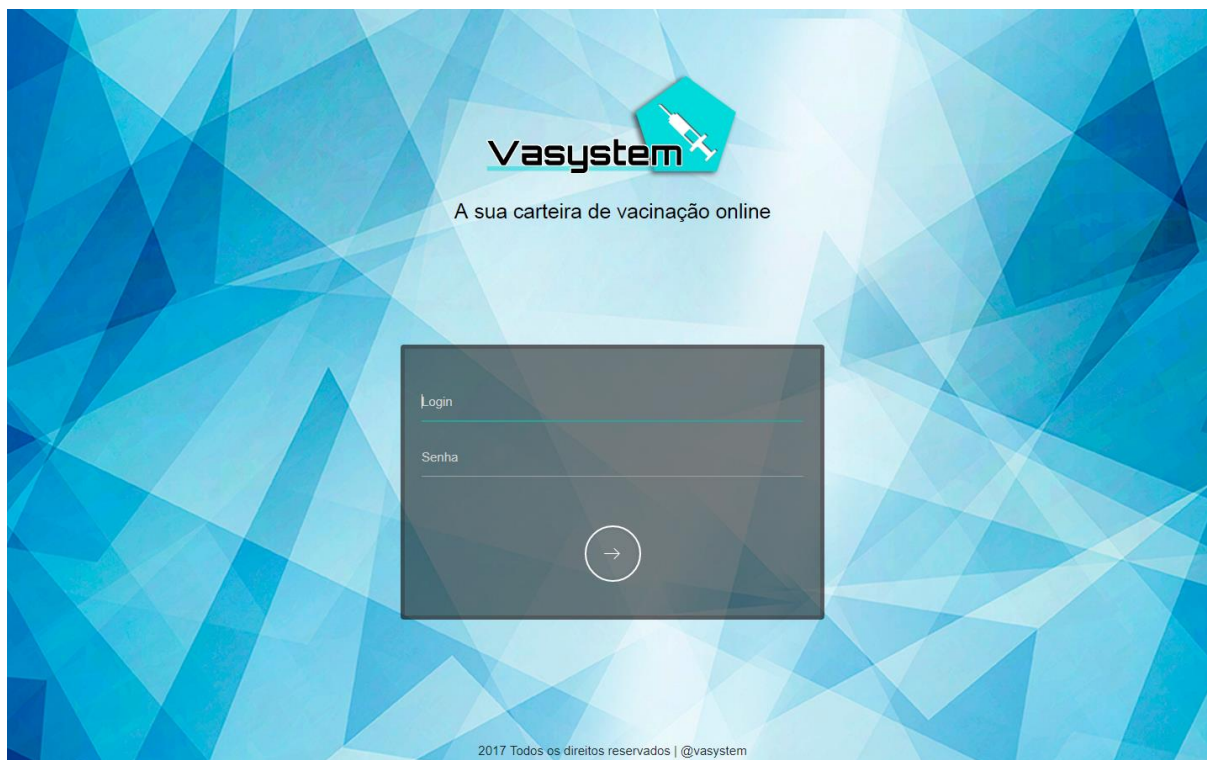 Vasystem
A sua carteira de vacinação online
Login
Senha
2017 Todos os direitos reservados | @vasystem